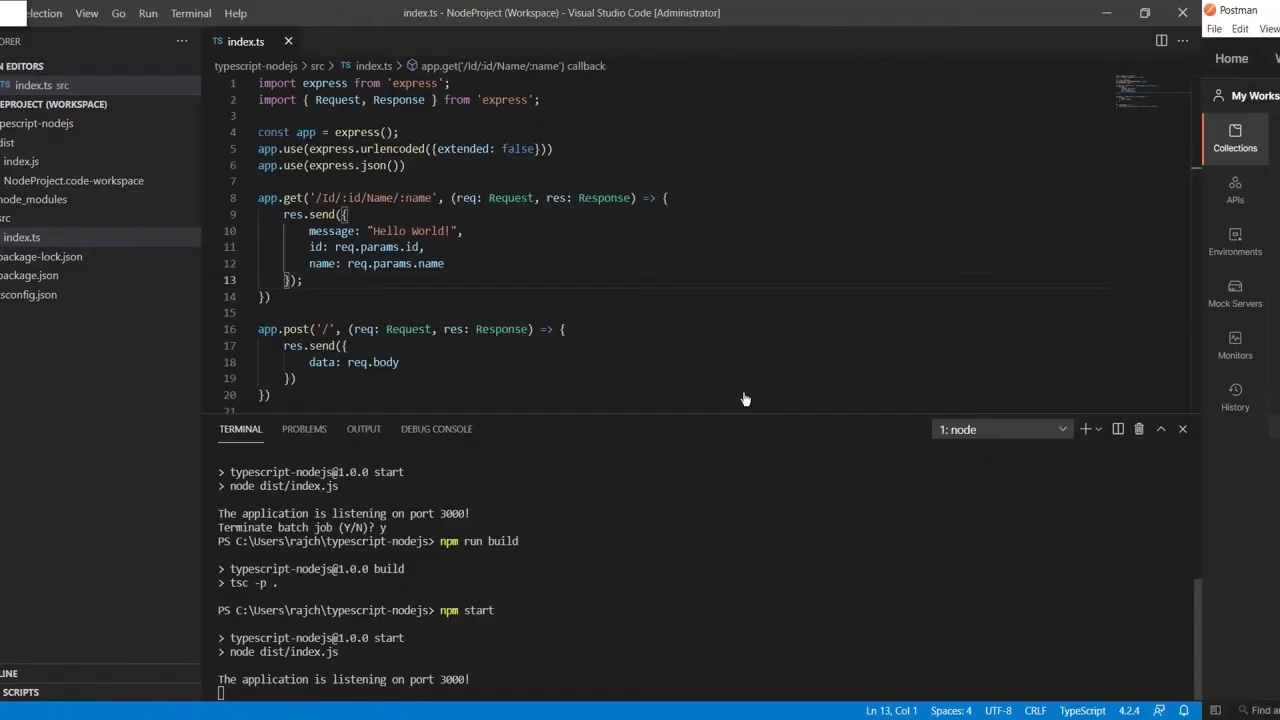 election View Go Run Terminal Help
index.ts - NodeProject (Workspace) - Visual Studio Code [Administrator]
ORER
N EDITORS
TS index.ts src
EPROJECT (WORKSPACE)
ypescript-nodejs
dist
index.js
NodeProject.code-workspace
node_modules
src
index.ts
package-lock.json
package.json
tsconfig.json
LINE
SCRIPTS
TS index.ts
typescript-nodejs > src > TS index.ts > app.get('/Id/:id/Name/:name') callback
1 import express from 'express';
2 import { Request, Response } from 'express';
3
4 const app = express();
5 app.use(express.urlencoded({extended: false}))
6 app.use(express.json())
7
8 app.get('/Id/:id/Name/:name', (req: Request, res: Response) => {
9 res.send({
10 message: "Hello World!",
11 id: req.params.id,
12 name: req.params.name
13 });
14 })
15
16 app.post('/', (req: Request, res: Response) => {
17 res.send({
18 data: req.body
19 })
20 })
21
TERMINAL PROBLEMS OUTPUT DEBUG CONSOLE
1: node
> typescript-nodejs@1.0.0 start
> node dist/index.js
The application is listening on port 3000!
Terminate batch job (Y/N)? y
PS C:\Users\rajch\typescript-nodejs> npm run build
> typescript-nodejs@1.0.0 build
> tsc -p .
PS C:\Users\rajch\typescript-nodejs> npm start
> typescript-nodejs@1.0.0 start
> node dist/index.js
The application is listening on port 3000!
Ln 13, Col 1 Spaces: 4 UTF-8 CRLF TypeScript 4.2.4
Postman
File Edit View
Home
My Works
Collections
APIs
Environments
Mock Servers
Monitors
History
Find a